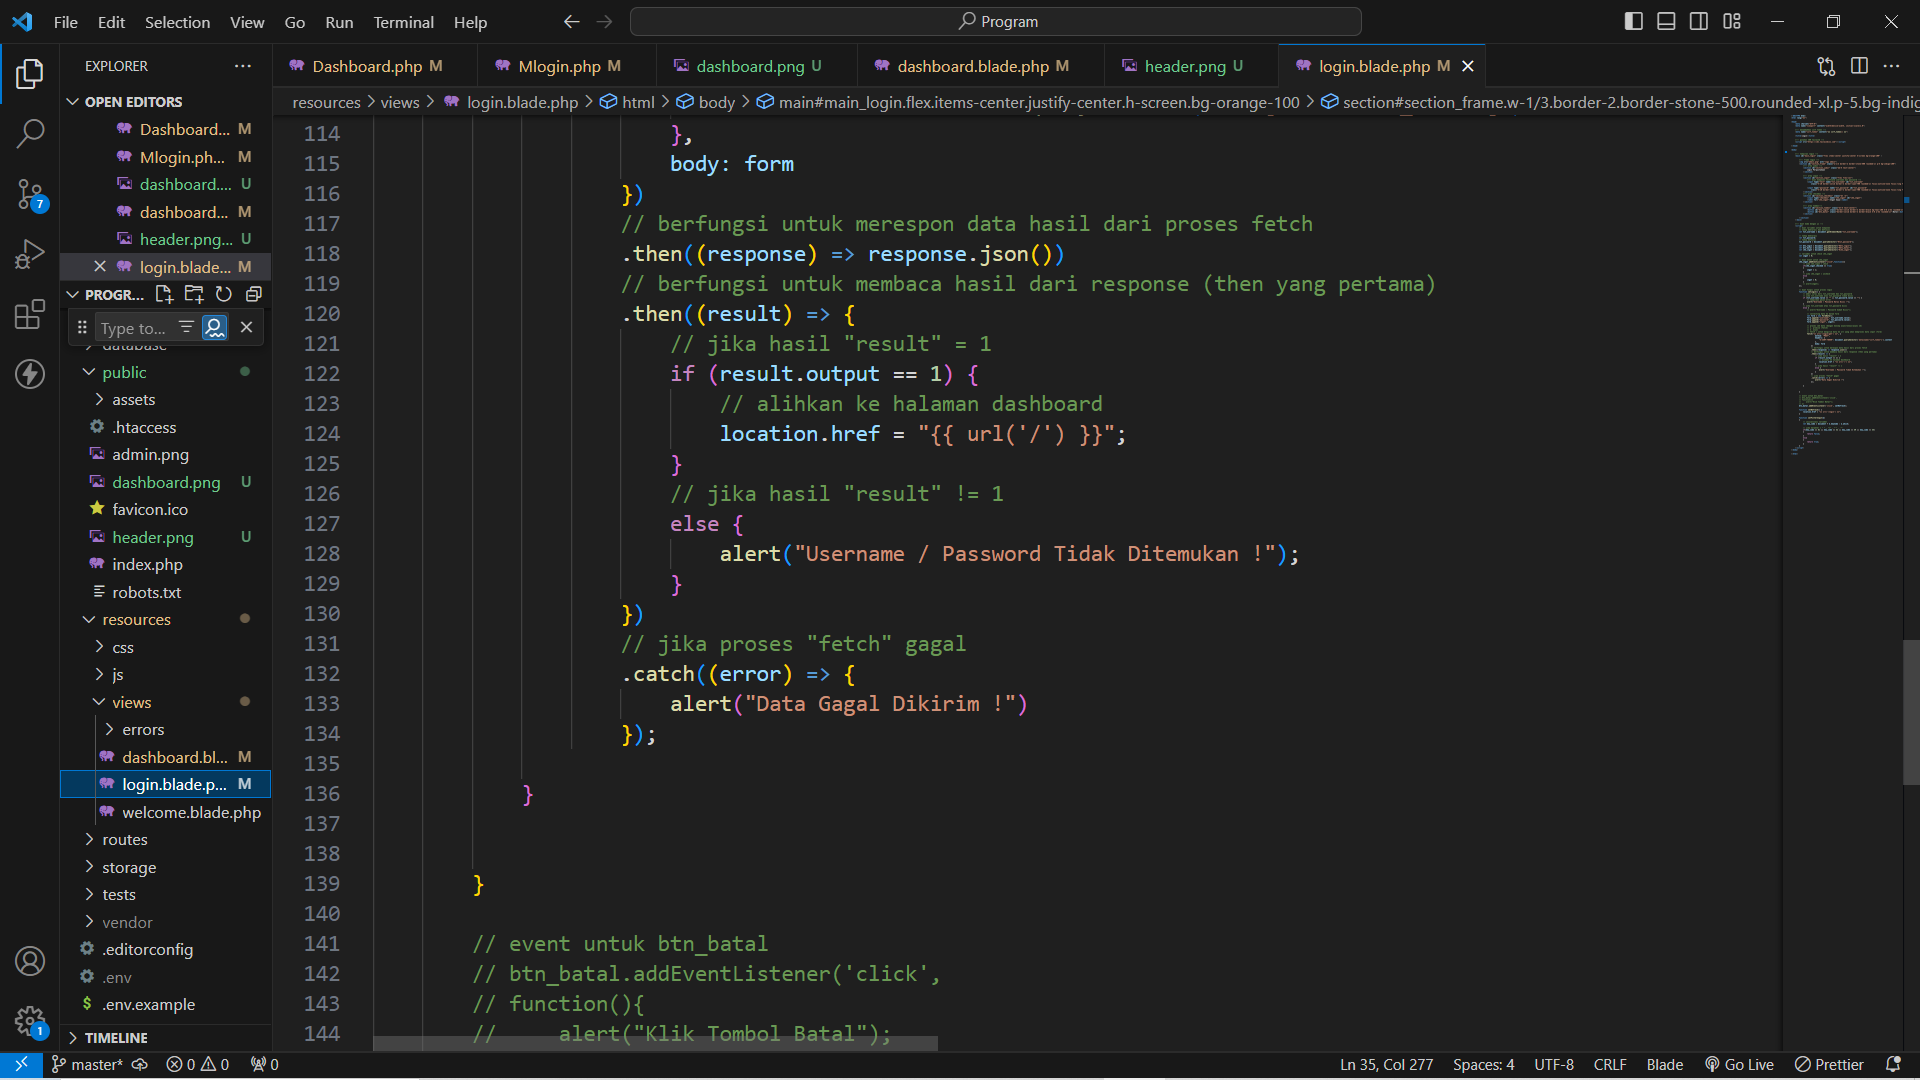 File Edit Selection View Go Run Terminal Help
Program
EXPLORER
Dashboard.php M
Mlogin.php M
dashboard.png U
dashboard.blade.php M
header.png U
login.blade.php M
resources > views > login.blade.php > html > body > main#main_login.flex.items-center.justify-center.h-screen.bg-orange-100 > section#section_frame.w-1/3.border-2.border-stone-500.rounded-xl.p-5.bg-indig
OPEN EDITORS
Dashboard... M
Mlogin.ph... M
dashboard.... U
dashboard... M
header.png... U
login.blade... M
PROGR...
Type to...
database
public
assets
.htaccess
admin.png
dashboard.png U
favicon.ico
header.png U
index.php
robots.txt
resources
css
js
views
errors
dashboard.bl... M
login.blade.p... M
welcome.blade.php
routes
storage
tests
vendor
.editorconfig
.env
.env.example
TIMELINE
114 },
115 body: form
116 })
117 // berfungsi untuk merespon data hasil dari proses fetch
118 .then((response) => response.json())
119 // berfungsi untuk membaca hasil dari response (then yang pertama)
120 .then((result) => {
121 // jika hasil "result" = 1
122 if (result.output == 1) {
123 // alihkan ke halaman dashboard
124 location.href = "{{ url('/') }}";
125 }
126 // jika hasil "result" != 1
127 else {
128 alert("Username / Password Tidak Ditemukan !");
129 }
130 })
131 // jika proses "fetch" gagal
132 .catch((error) => {
133 alert("Data Gagal Dikirim !")
134 });
135
136 }
137
138
139 }
140
141 // event untuk btn_batal
142 // btn_batal.addEventListener('click',
143 // function(){
144 // alert("Klik Tombol Batal");
7
1
master* 0 0 0
Ln 35, Col 277 Spaces: 4 UTF-8 CRLF Blade Go Live Prettier